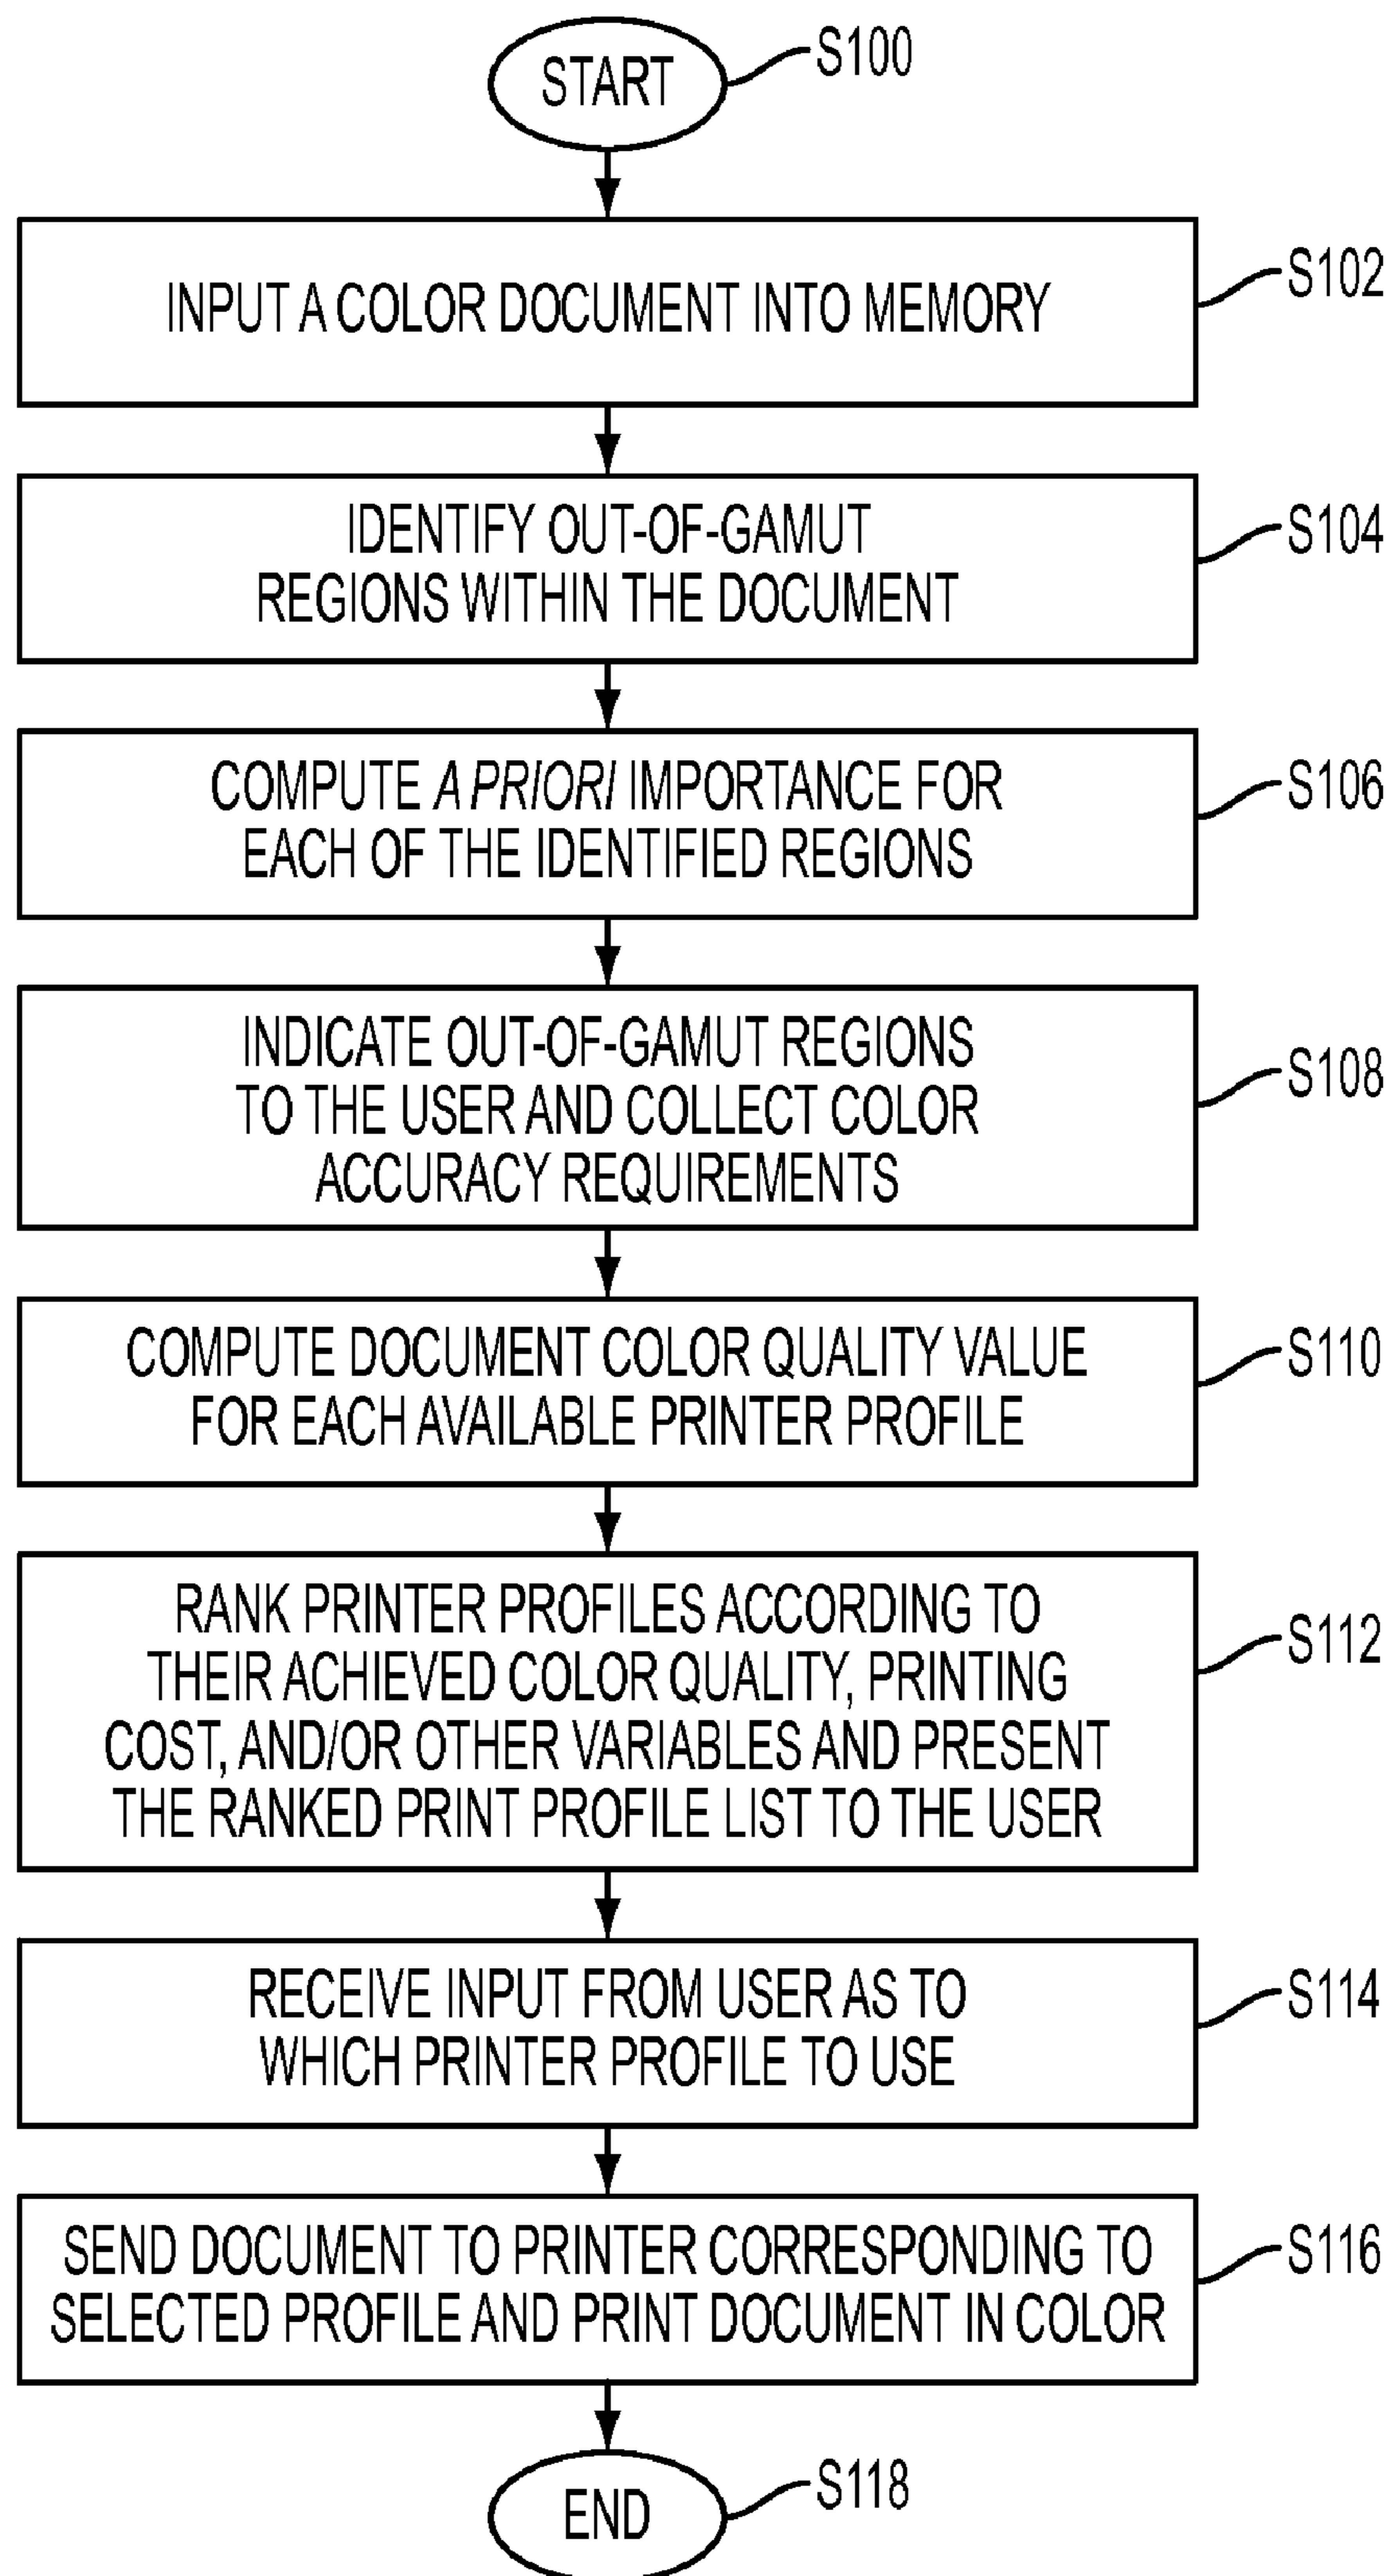 START
S100
INPUT A COLOR DOCUMENT INTO MEMORY
S102
IDENTIFY OUT-OF-GAMUT
REGIONS WITHIN THE DOCUMENT
S104
COMPUTE A PRIORI IMPORTANCE FOR
EACH OF THE IDENTIFIED REGIONS
S106
INDICATE OUT-OF-GAMUT REGIONS
TO THE USER AND COLLECT COLOR
ACCURACY REQUIREMENTS
S108
COMPUTE DOCUMENT COLOR QUALITY VALUE
FOR EACH AVAILABLE PRINTER PROFILE
S110
RANK PRINTER PROFILES ACCORDING TO
THEIR ACHIEVED COLOR QUALITY, PRINTING
COST, AND/OR OTHER VARIABLES AND PRESENT
THE RANKED PRINT PROFILE LIST TO THE USER
S112
RECEIVE INPUT FROM USER AS TO
WHICH PRINTER PROFILE TO USE
S114
SEND DOCUMENT TO PRINTER CORRESPONDING TO
SELECTED PROFILE AND PRINT DOCUMENT IN COLOR
S116
END
S118